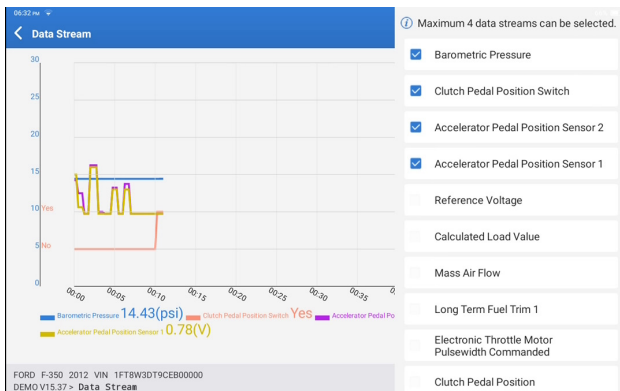 06:32 PM
Data Stream
30
25
20
15
10 Yes
5 No
0
00:00 00:05 00:10 00:15 00:20 00:25 00:30 00:35 0
Barometric Pressure 14.43(psi) Clutch Pedal Position Switch Yes Accelerator Pedal Po
Accelerator Pedal Position Sensor 1 0.78(V)
FORD F-350 2012 VIN 1FT8W3DT9CEB00000
DEMO V15.37 > Data Stream
Maximum 4 data streams can be selected.
Barometric Pressure
Clutch Pedal Position Switch
Accelerator Pedal Position Sensor 2
Accelerator Pedal Position Sensor 1
Reference Voltage
Calculated Load Value
Mass Air Flow
Long Term Fuel Trim 1
Electronic Throttle Motor
Pulsewidth Commanded
Clutch Pedal Position